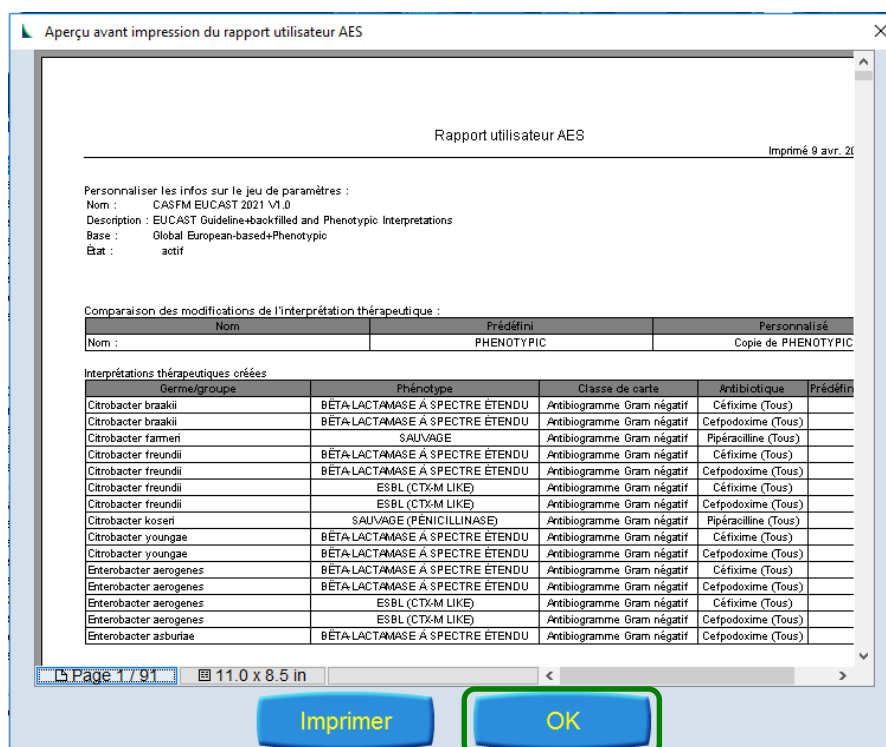 Aperçu avant impression du rapport utilisateur AES
Rapport utilisateur AES
Imprimé 9 avr. 20
Personnaliser les infos sur le jeu de paramètres :
Nom : CASFM EUCAST 2021 V1.0
Description : EUCAST Guideline+backfilled and Phenotypic Interpretations
Base : Global European-based+Phenotypic
État : actif
Comparaison des modifications de l'interprétation thérapeutique :
Nom Prédéfini Personnalisé
Nom : PHENOTYPIC Copie de PHENOTYPIC
Interprétations thérapeutiques créées
Germe/groupe Phénotype Classe de carte Antibiotique Prédéfin
Citrobacter braakii BÊTA-LACTAMASE Á SPECTRE ÉTENDU Antibiogramme Gram négatif Céfixime (Tous)
Citrobacter braakii BÊTA-LACTAMASE Á SPECTRE ÉTENDU Antibiogramme Gram négatif Cefpodoxime (Tous)
Citrobacter farmeri SAUVAGE Antibiogramme Gram négatif Pipéracilline (Tous)
Citrobacter freundii BÊTA-LACTAMASE Á SPECTRE ÉTENDU Antibiogramme Gram négatif Céfixime (Tous)
Citrobacter freundii BÊTA-LACTAMASE Á SPECTRE ÉTENDU Antibiogramme Gram négatif Cefpodoxime (Tous)
Citrobacter freundii ESBL (CTX-M LIKE) Antibiogramme Gram négatif Céfixime (Tous)
Citrobacter freundii ESBL (CTX-M LIKE) Antibiogramme Gram négatif Cefpodoxime (Tous)
Citrobacter koseri SAUVAGE (PÉNICILLINASE) Antibiogramme Gram négatif Pipéracilline (Tous)
Citrobacter youngae BÊTA-LACTAMASE Á SPECTRE ÉTENDU Antibiogramme Gram négatif Céfixime (Tous)
Citrobacter youngae BÊTA-LACTAMASE Á SPECTRE ÉTENDU Antibiogramme Gram négatif Cefpodoxime (Tous)
Enterobacter aerogenes BÊTA-LACTAMASE Á SPECTRE ÉTENDU Antibiogramme Gram négatif Céfixime (Tous)
Enterobacter aerogenes BÊTA-LACTAMASE Á SPECTRE ÉTENDU Antibiogramme Gram négatif Cefpodoxime (Tous)
Enterobacter aerogenes ESBL (CTX-M LIKE) Antibiogramme Gram négatif Céfixime (Tous)
Enterobacter aerogenes ESBL (CTX-M LIKE) Antibiogramme Gram négatif Cefpodoxime (Tous)
Enterobacter asburiae BÊTA-LACTAMASE Á SPECTRE ÉTENDU Antibiogramme Gram négatif Cefpodoxime (Tous)
Page 1 / 91 11.0 x 8.5 in
Imprimer OK